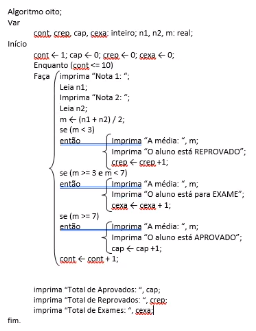 Algoritmo oito;
Var
cont, crep, cap, cexa: inteiro; n1, n2, m: real;
Início
cont ← 1; cap ← 0; crep ← 0; cexa ← 0;
Enquanto (cont <= 10)
Faça imprima "Nota 1: ";
Leia n1;
Imprima "Nota 2: ";
Leia n2;
m ← (n1 + n2) / 2;
se (m < 3)
então Imprima "A média: ", m;
Imprima "O aluno está REPROVADO";
crep ← crep +1;
se (m >= 3 e m < 7)
então Imprima "A média: ", m;
Imprima "O aluno está para EXAME";
cexa ← cexa + 1;
se (m >= 7)
então Imprima "A média: ", m;
Imprima "O aluno está APROVADO";
cap ← cap +1;
cont ← cont + 1;
imprima "Total de Aprovados: ", cap;
imprima "Total de Reprovados: ", crep;
imprima "Total de Exames: ", cexa;
fim.